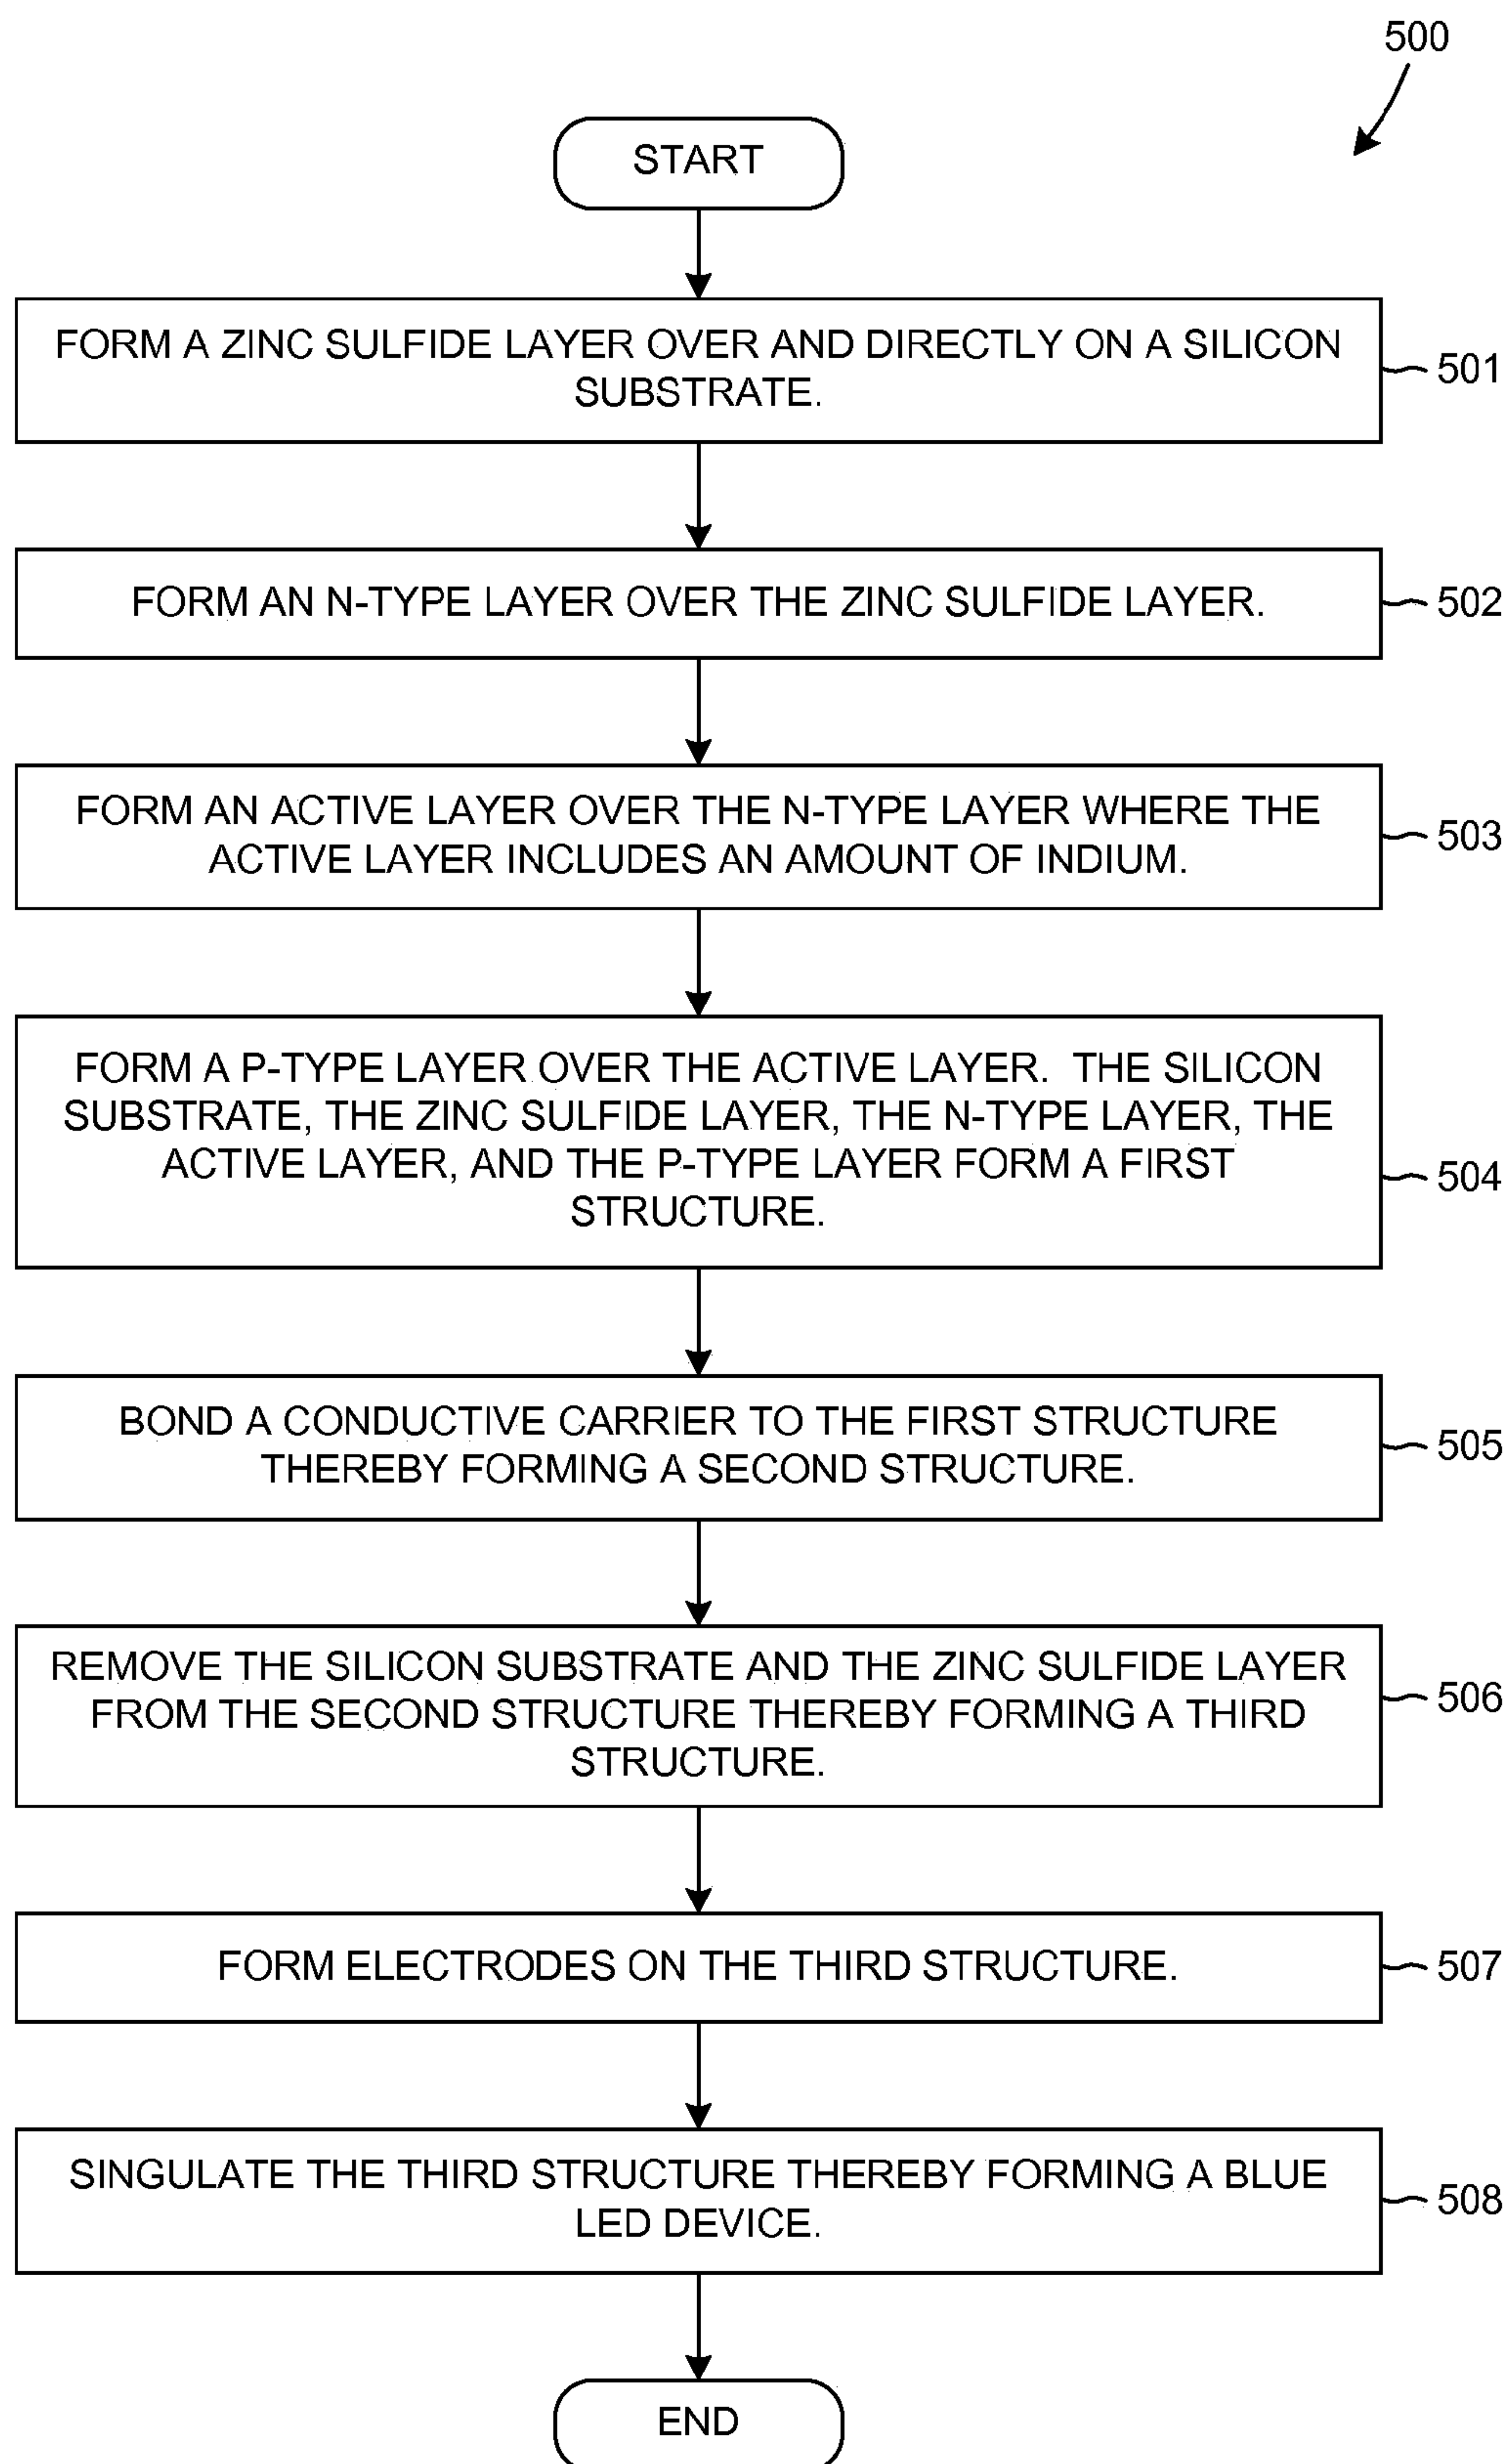 500
START
FORM A ZINC SULFIDE LAYER OVER AND DIRECTLY ON A SILICON
SUBSTRATE.
501
FORM AN N-TYPE LAYER OVER THE ZINC SULFIDE LAYER.
502
FORM AN ACTIVE LAYER OVER THE N-TYPE LAYER WHERE THE
ACTIVE LAYER INCLUDES AN AMOUNT OF INDIUM.
503
FORM A P-TYPE LAYER OVER THE ACTIVE LAYER. THE SILICON
SUBSTRATE, THE ZINC SULFIDE LAYER, THE N-TYPE LAYER, THE
ACTIVE LAYER, AND THE P-TYPE LAYER FORM A FIRST
STRUCTURE.
504
BOND A CONDUCTIVE CARRIER TO THE FIRST STRUCTURE
THEREBY FORMING A SECOND STRUCTURE.
505
REMOVE THE SILICON SUBSTRATE AND THE ZINC SULFIDE LAYER
FROM THE SECOND STRUCTURE THEREBY FORMING A THIRD
STRUCTURE.
506
FORM ELECTRODES ON THE THIRD STRUCTURE.
507
SINGULATE THE THIRD STRUCTURE THEREBY FORMING A BLUE
LED DEVICE.
508
END